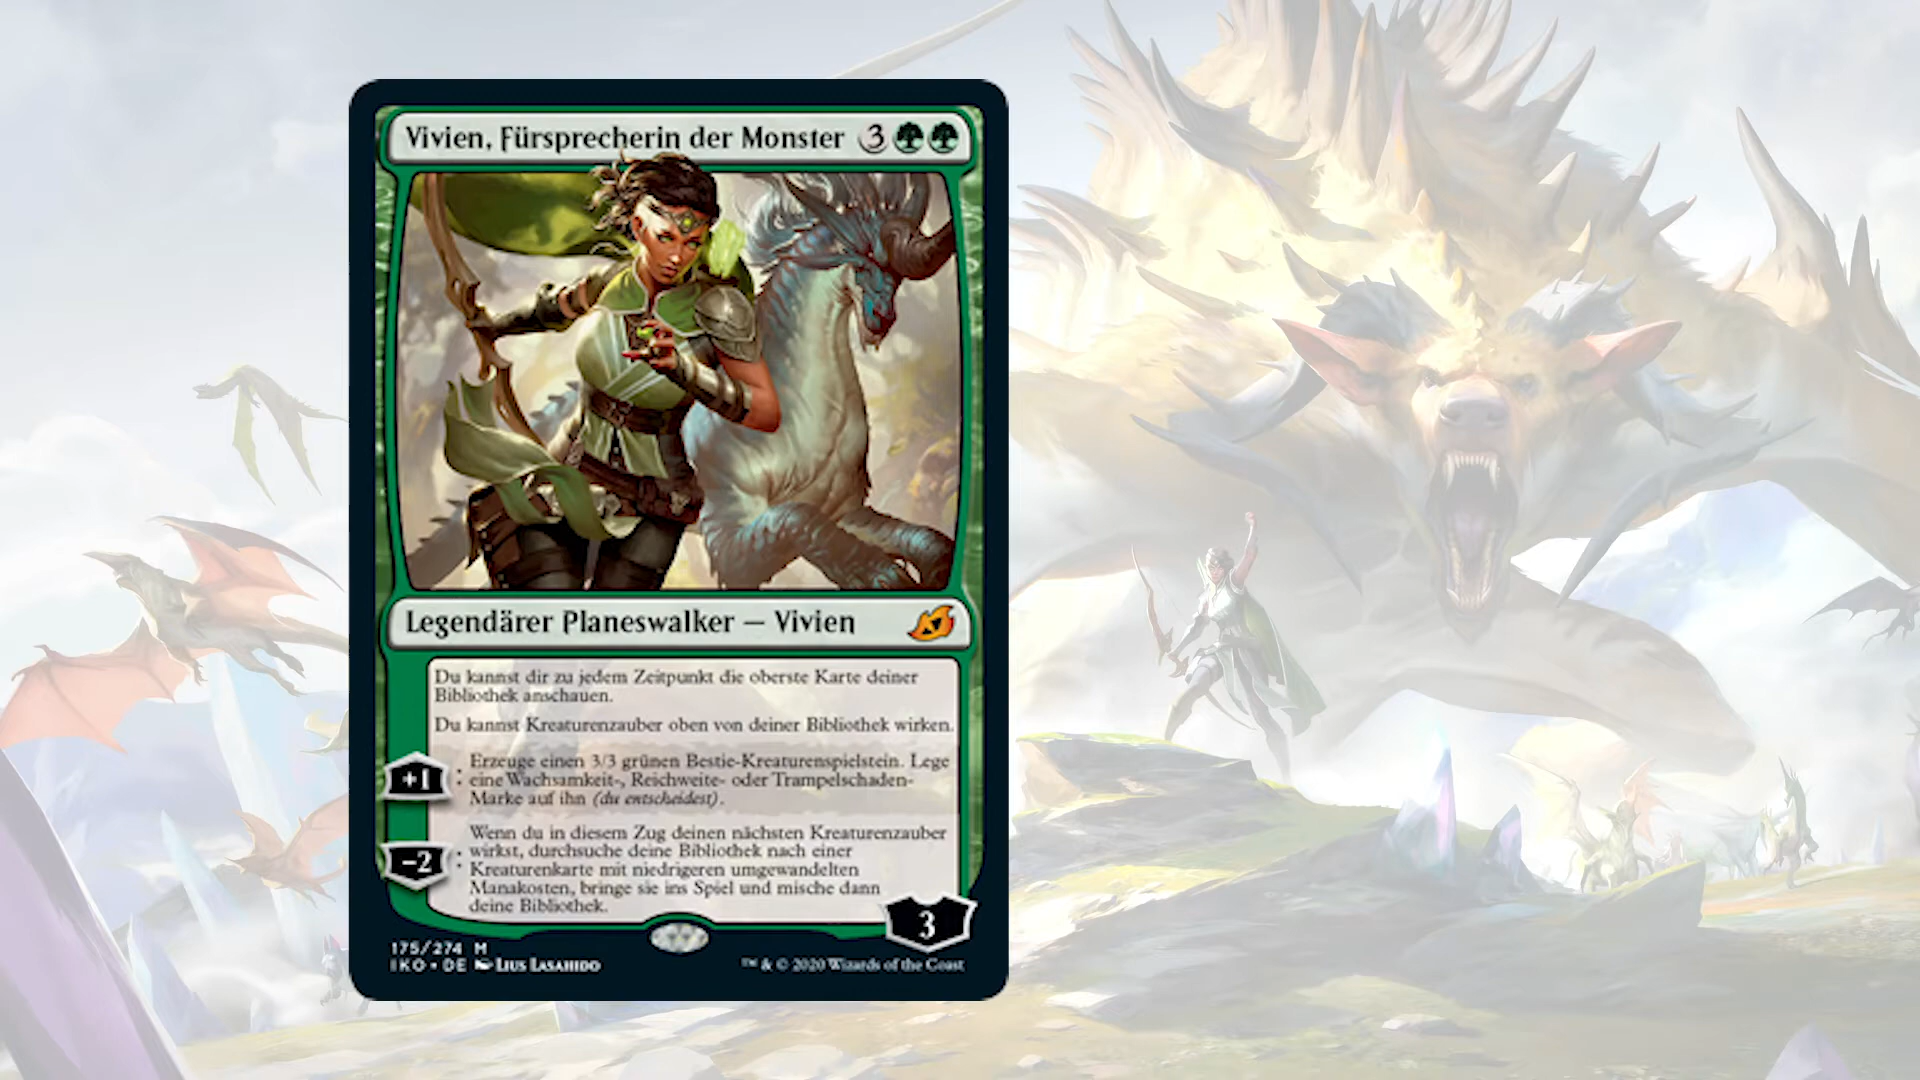 Vivien, Fürsprecherin der Monster 3
Legendärer Planeswalker — Vivien
Du kannst dir zu jedem Zeitpunkt die oberste Karte deiner
Bibliothek anschauen.
Du kannst Kreaturenzauber oben von deiner Bibliothek wirken.
+1: Erzeuge einen 3/3 grünen Bestie-Kreaturenspielstein. Lege
eine Wachsamkeit-, Reichweite- oder Trampelschaden-
Marke auf ihn (du entscheidest).
−2: Wenn du in diesem Zug deinen nächsten Kreaturenzauber
wirkst, durchsuche deine Bibliothek nach einer
Kreaturenkarte mit niedrigeren umgewandelten
Manakosten, bringe sie ins Spiel und mische dann
deine Bibliothek.
3
175/274 M
IKO • DE Lius Lasahido
™ & © 2020 Wizards of the Coast